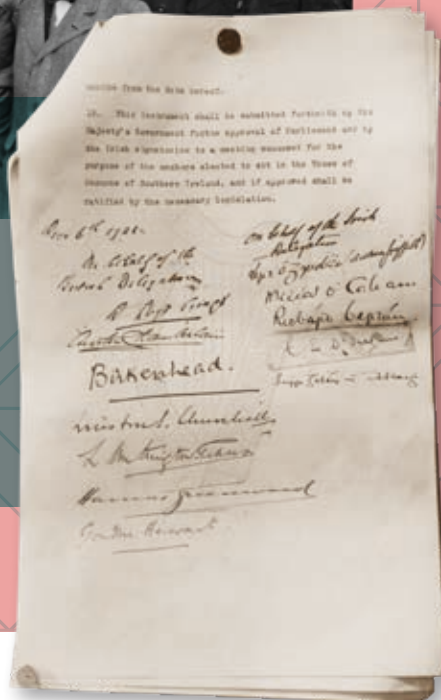 months from the date hereof.
18. This instrument shall be submitted forthwith by His
Majesty's Government for the approval of Parliament and by
the Irish signatories to a meeting summoned for the
purpose of the members elected to sit in the House of
Commons of Southern Ireland, and if approved shall be
ratified by the necessary legislation.
Dec 6th 1921.
On behalf of the
British Delegation
D Lloyd George
Austen Chamberlain
Birkenhead.
Winston S. Churchill
L Worthington Evans
Hamar Greenwood
Gordon Hewart
On behalf of the Irish
Delegation
Art Ó Gríobhtha
Mícheál Ó Coileain
Riobárd Bartún